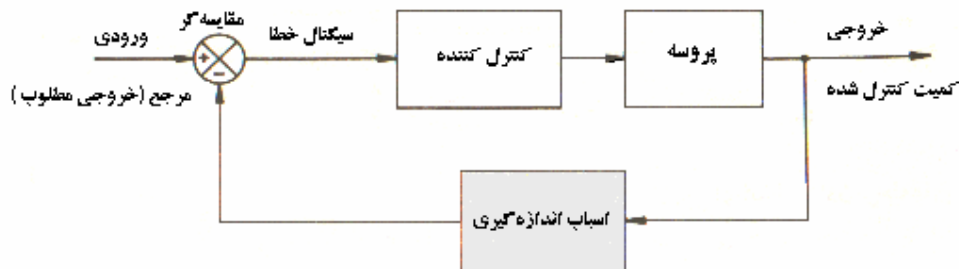 مقایسه گر
ورودی
سیگنال خطا
کنترل کننده
پروسه
خروجی
+
−
مرجع (خروجی مطلوب )
کمیت کنترل شده
اسباب اندازه گیری